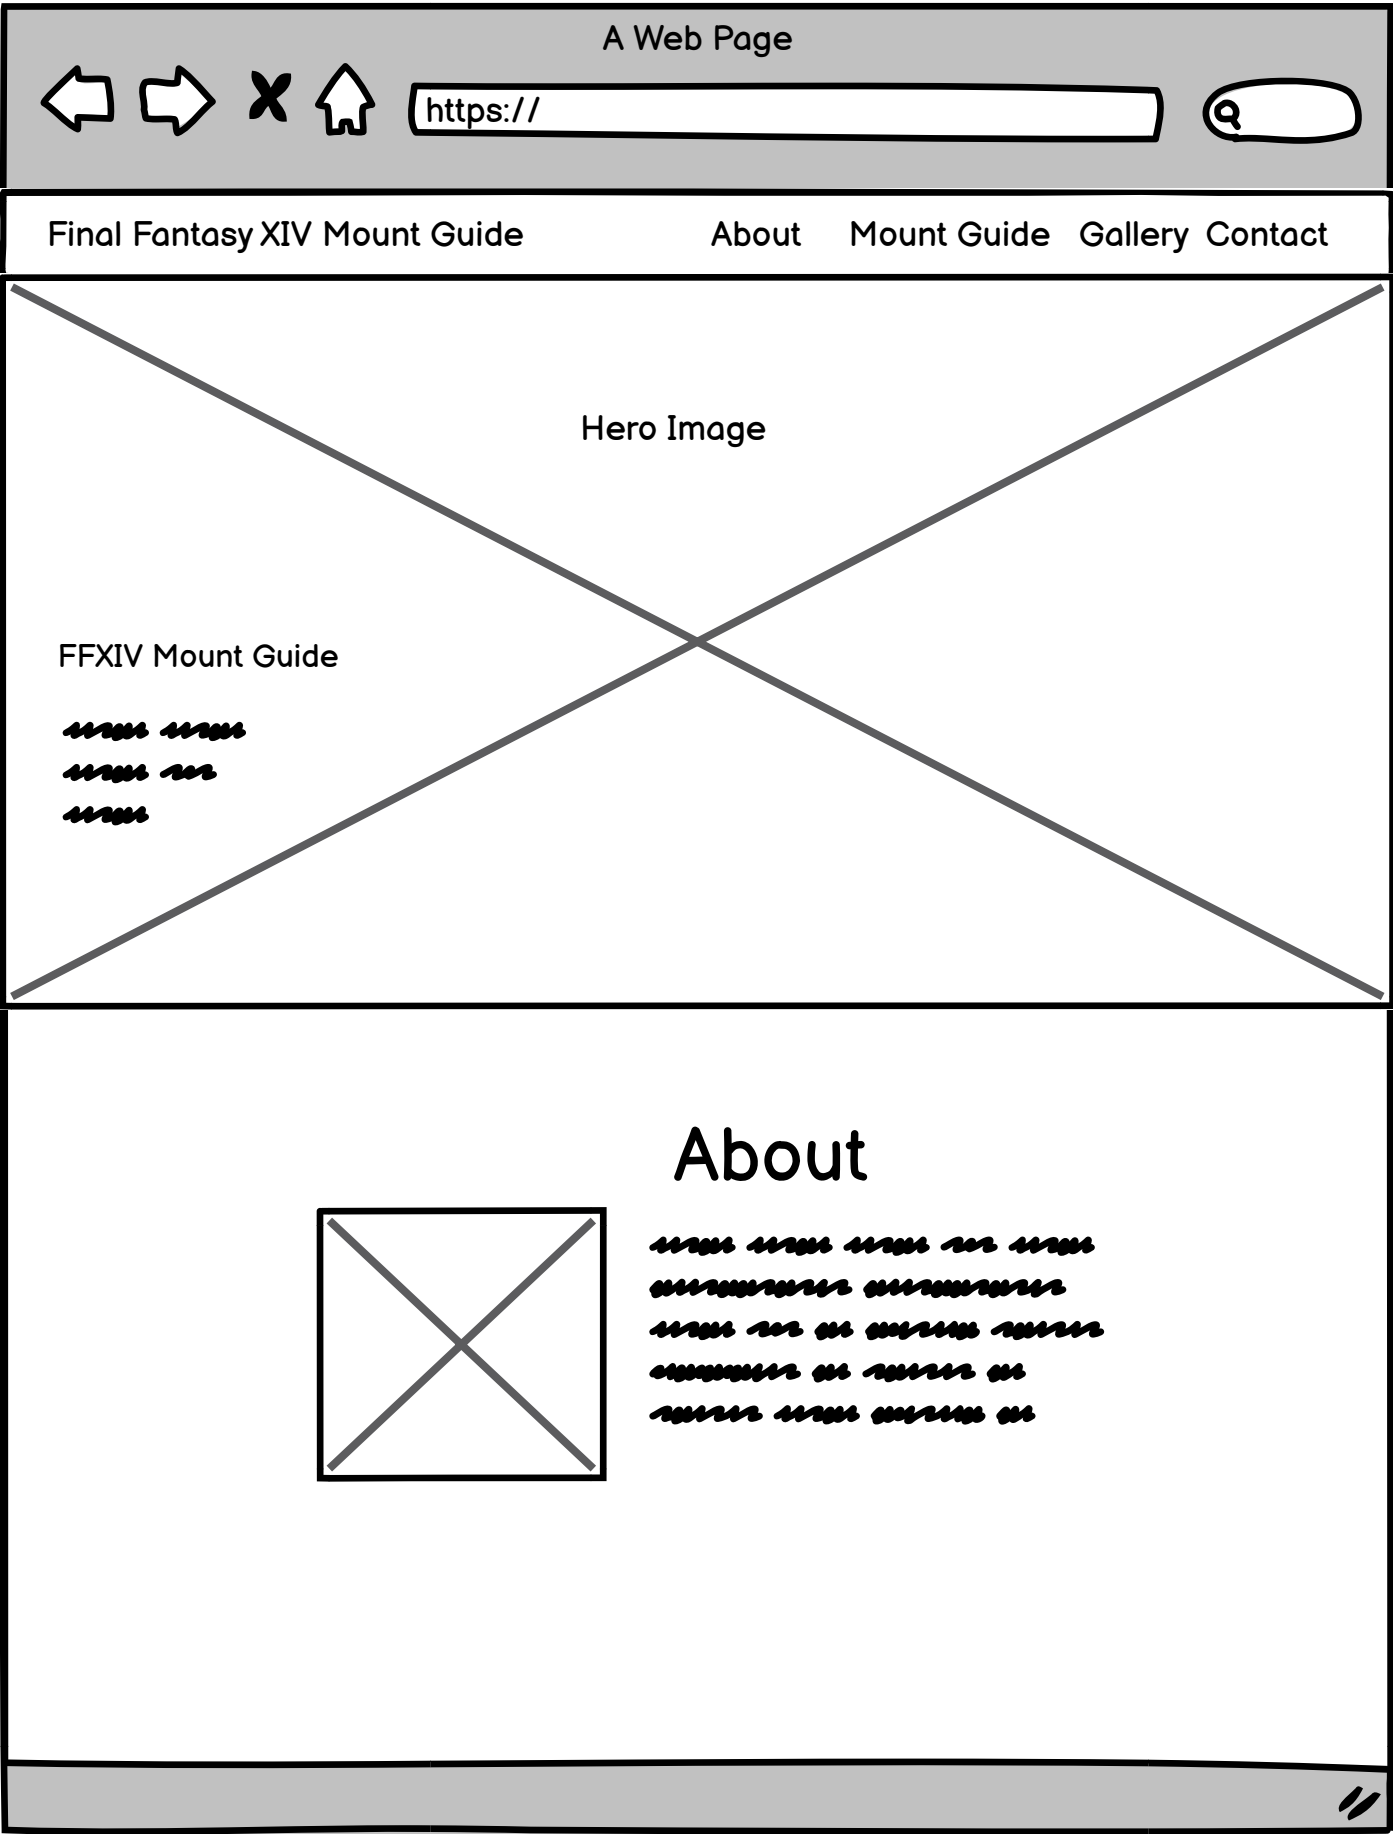 A Web Page
https://
Final Fantasy XIV Mount Guide About Mount Guide Gallery Contact
Hero Image
FFXIV Mount Guide
About